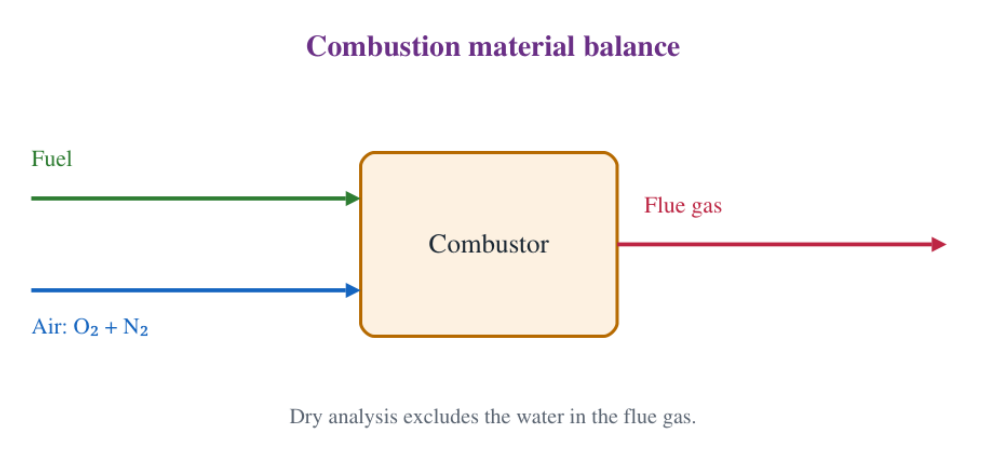 Combustion material balance
Fuel
Flue gas
Combustor
Air: O₂ + N₂
Dry analysis excludes the water in the flue gas.